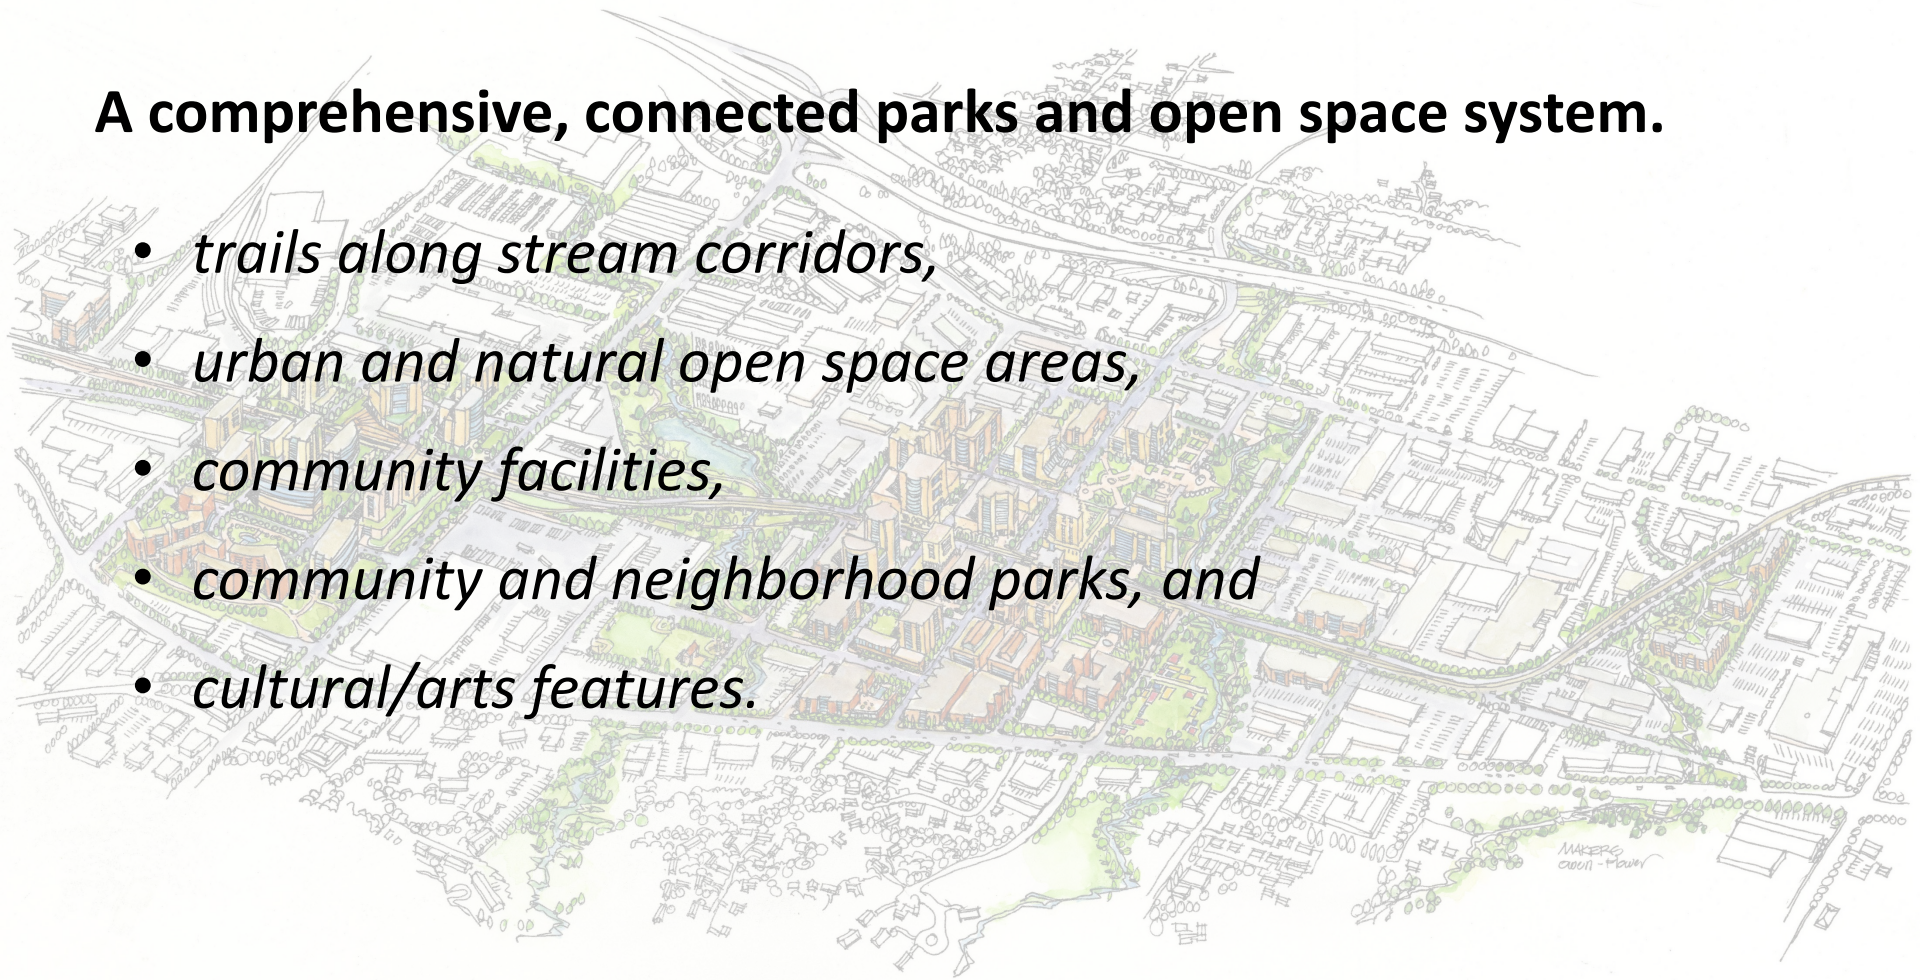 A comprehensive, connected parks and open space system.
• trails along stream corridors,
• urban and natural open space areas,
• community facilities,
• community and neighborhood parks, and
• cultural/arts features.
MAKERS